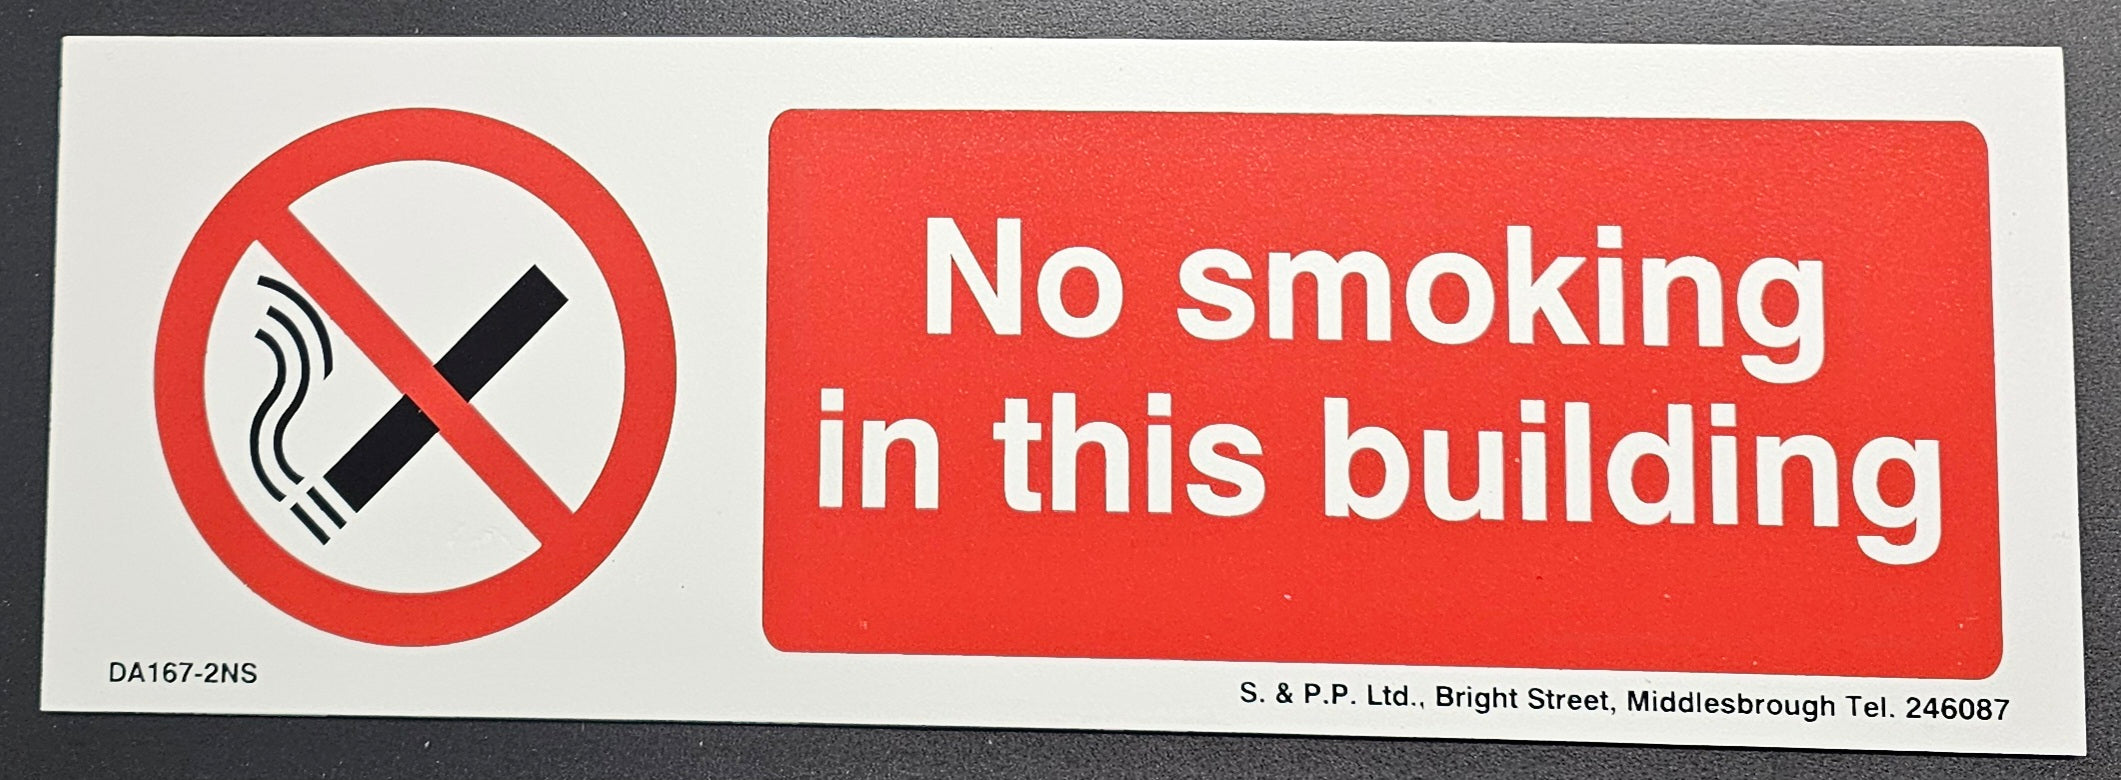 No smoking
in this building
DA167-2NS
S. & P.P. Ltd., Bright Street, Middlesbrough Tel. 246087